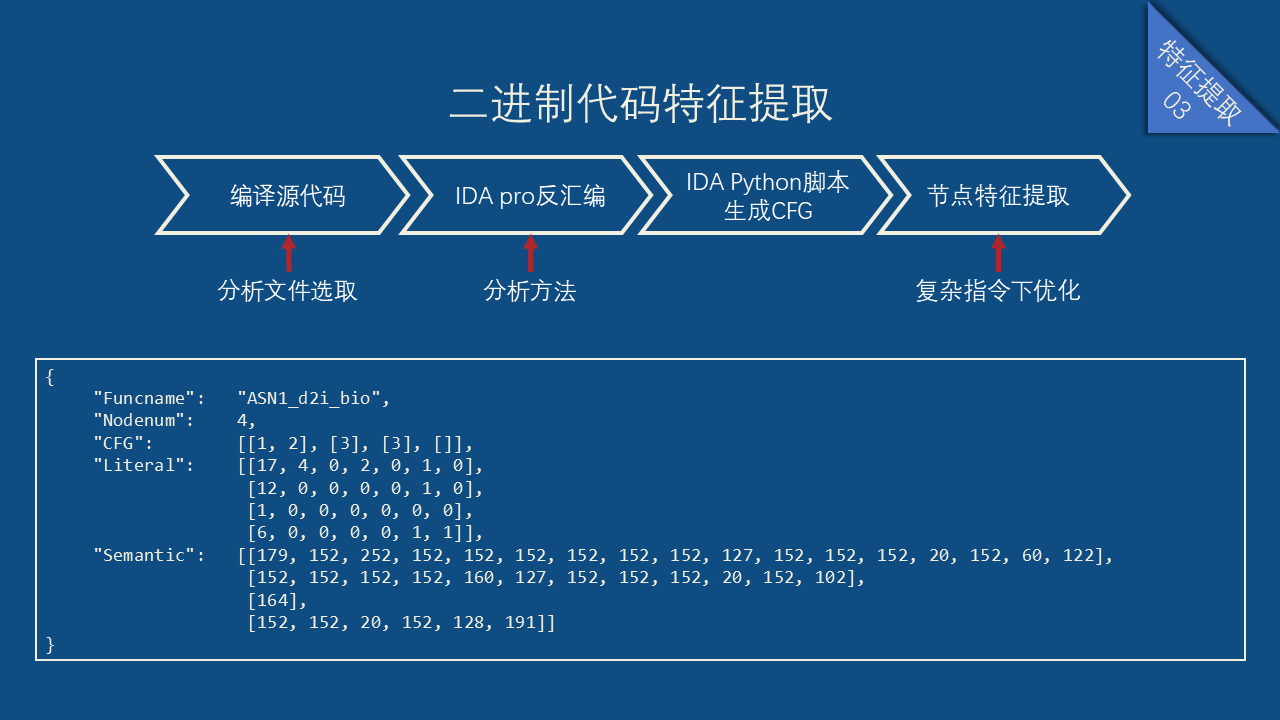 特征提取
03
二进制代码特征提取
编译源代码
IDA pro反汇编
IDA Python脚本
生成CFG
节点特征提取
分析文件选取
分析方法
复杂指令下优化
{
"Funcname": "ASN1_d2i_bio",
"Nodenum": 4,
"CFG": [[1, 2], [3], [3], []],
"Literal": [[17, 4, 0, 2, 0, 1, 0],
[12, 0, 0, 0, 0, 1, 0],
[1, 0, 0, 0, 0, 0, 0],
[6, 0, 0, 0, 0, 1, 1]],
"Semantic": [[179, 152, 252, 152, 152, 152, 152, 152, 152, 127, 152, 152, 152, 20, 152, 60, 122],
[152, 152, 152, 152, 160, 127, 152, 152, 152, 20, 152, 102],
[164],
[152, 152, 20, 152, 128, 191]]
}